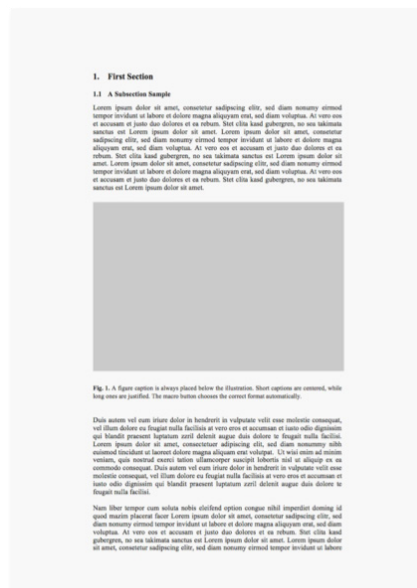 1. First Section
1.1 A Subsection Sample
Lorem ipsum dolor sit amet, consetetur sadipscing elitr, sed diam nonumy eirmod
tempor invidunt ut labore et dolore magna aliquyam erat, sed diam voluptua. At vero eos
et accusam et justo duo dolores et ea rebum. Stet clita kasd gubergren, no sea takimata
sanctus est Lorem ipsum dolor sit amet. Lorem ipsum dolor sit amet, consetetur
sadipscing elitr, sed diam nonumy eirmod tempor invidunt ut labore et dolore magna
aliquyam erat, sed diam voluptua. At vero eos et accusam et justo duo dolores et ea
rebum. Stet clita kasd gubergren, no sea takimata sanctus est Lorem ipsum dolor sit
amet. Lorem ipsum dolor sit amet, consetetur sadipscing elitr, sed diam nonumy eirmod
tempor invidunt ut labore et dolore magna aliquyam erat, sed diam voluptua. At vero eos
et accusam et justo duo dolores et ea rebum. Stet clita kasd gubergren, no sea takimata
sanctus est Lorem ipsum dolor sit amet.
Fig. 1. A figure caption is always placed below the illustration. Short captions are centered, while
long ones are justified. The macro button chooses the correct format automatically.
Duis autem vel eum iriure dolor in hendrerit in vulputate velit esse molestie consequat,
vel illum dolore eu feugiat nulla facilisis at vero eros et accumsan et iusto odio dignissim
qui blandit praesent luptatum zzril delenit augue duis dolore te feugait nulla facilisi.
Lorem ipsum dolor sit amet, consectetuer adipiscing elit, sed diam nonummy nibh
euismod tincidunt ut laoreet dolore magna aliquam erat volutpat. Ut wisi enim ad minim
veniam, quis nostrud exerci tation ullamcorper suscipit lobortis nisl ut aliquip ex ea
commodo consequat. Duis autem vel eum iriure dolor in hendrerit in vulputate velit esse
molestie consequat, vel illum dolore eu feugiat nulla facilisis at vero eros et accumsan et
iusto odio dignissim qui blandit praesent luptatum zzril delenit augue duis dolore te
feugait nulla facilisi.
Nam liber tempor cum soluta nobis eleifend option congue nihil imperdiet doming id
quod mazim placerat facer Lorem ipsum dolor sit amet, consetetur sadipscing elitr, sed
diam nonumy eirmod tempor invidunt ut labore et dolore magna aliquyam erat, sed diam
voluptua. At vero eos et accusam et justo duo dolores et ea rebum. Stet clita kasd
gubergren, no sea takimata sanctus est Lorem ipsum dolor sit amet. Lorem ipsum dolor
sit amet, consetetur sadipscing elitr, sed diam nonumy eirmod tempor invidunt ut labore